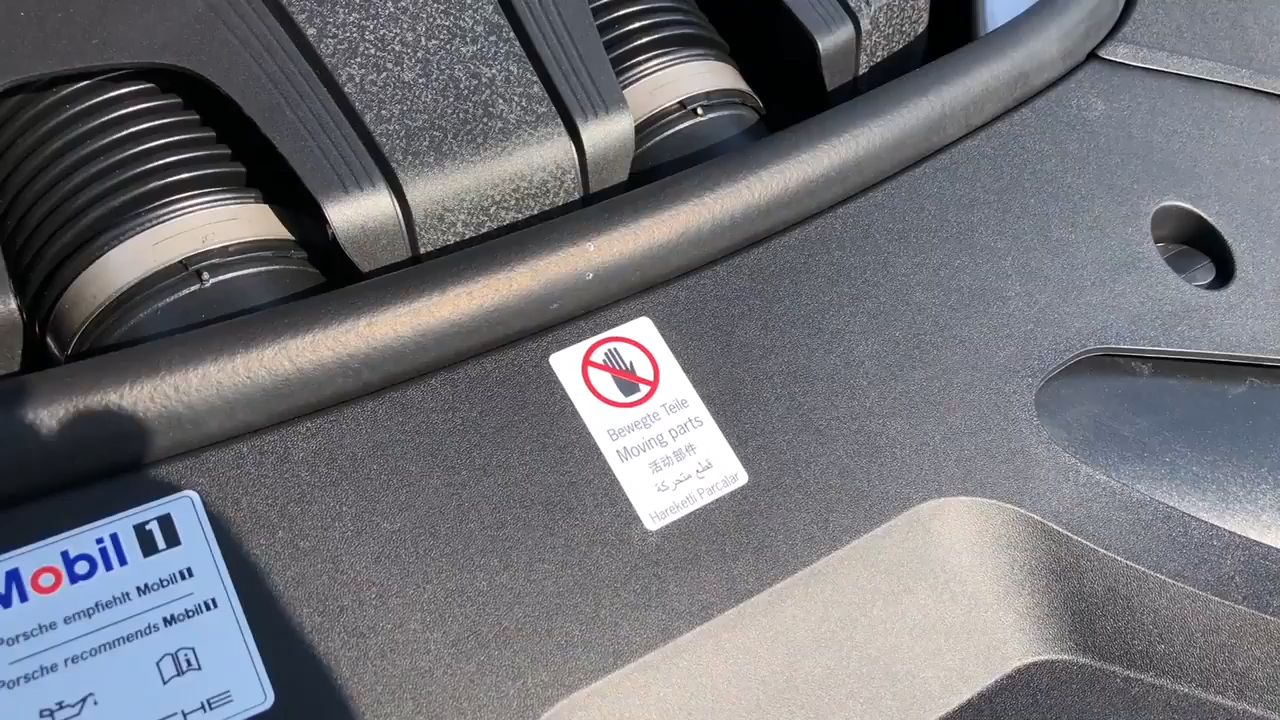 Bewegte Teile
Moving parts
活动部件
قطع متحركة
Hareketli Parçalar
Mobil 1
Porsche empfiehlt Mobil 1
Porsche recommends Mobil 1